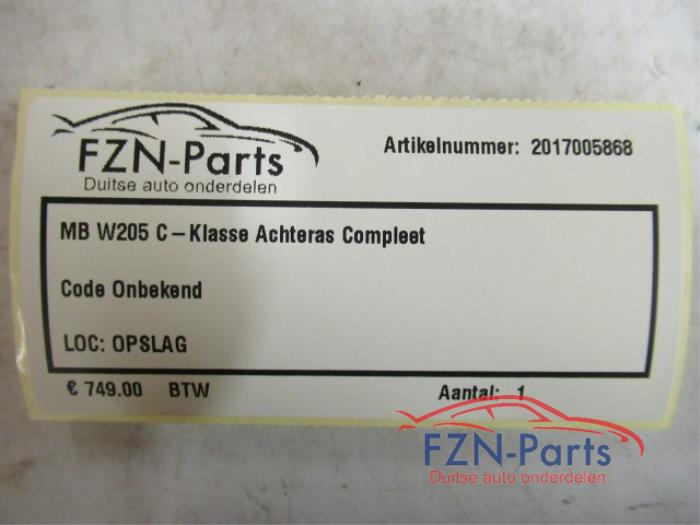 FZN-Parts
Duitse auto onderdelen
Artikelnummer: 2017005868
MB W205 C-Klasse Achteras Compleet
Code Onbekend
LOC: OPSLAG
€ 749.00 BTW
Aantal: 1
FZN-Parts
Duitse auto onderdelen